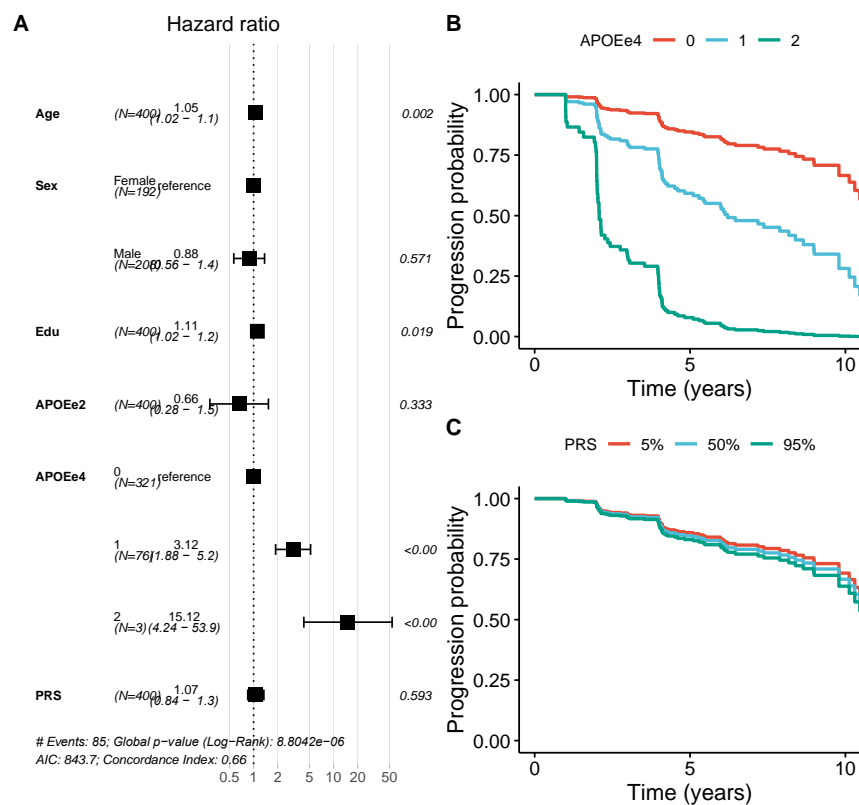 A
Hazard ratio
Age (N=400) 1.05 (1.02 − 1.1) 0.002
Sex Female (N=192) reference
Male (N=208) 0.88 (0.56 − 1.4) 0.571
Edu (N=400) 1.11 (1.02 − 1.2) 0.019
APOEe2 (N=400) 0.66 (0.28 − 1.5) 0.333
APOEe4 0 (N=321) reference
1 (N=76) 3.12 (1.88 − 5.2) <0.00
2 (N=3) 15.12 (4.24 − 53.9) <0.00
PRS (N=400) 1.07 (0.84 − 1.3) 0.593
# Events: 85; Global p−value (Log−Rank): 8.8042e−06
AIC: 843.7; Concordance Index: 0.66
0.5 1 2 5 10 20 50
B
APOEe4 0 1 2
Progression probability
1.00
0.75
0.50
0.25
0.00
0 5 10
Time (years)
C
PRS 5% 50% 95%
Progression probability
1.00
0.75
0.50
0.25
0.00
0 5 10
Time (years)